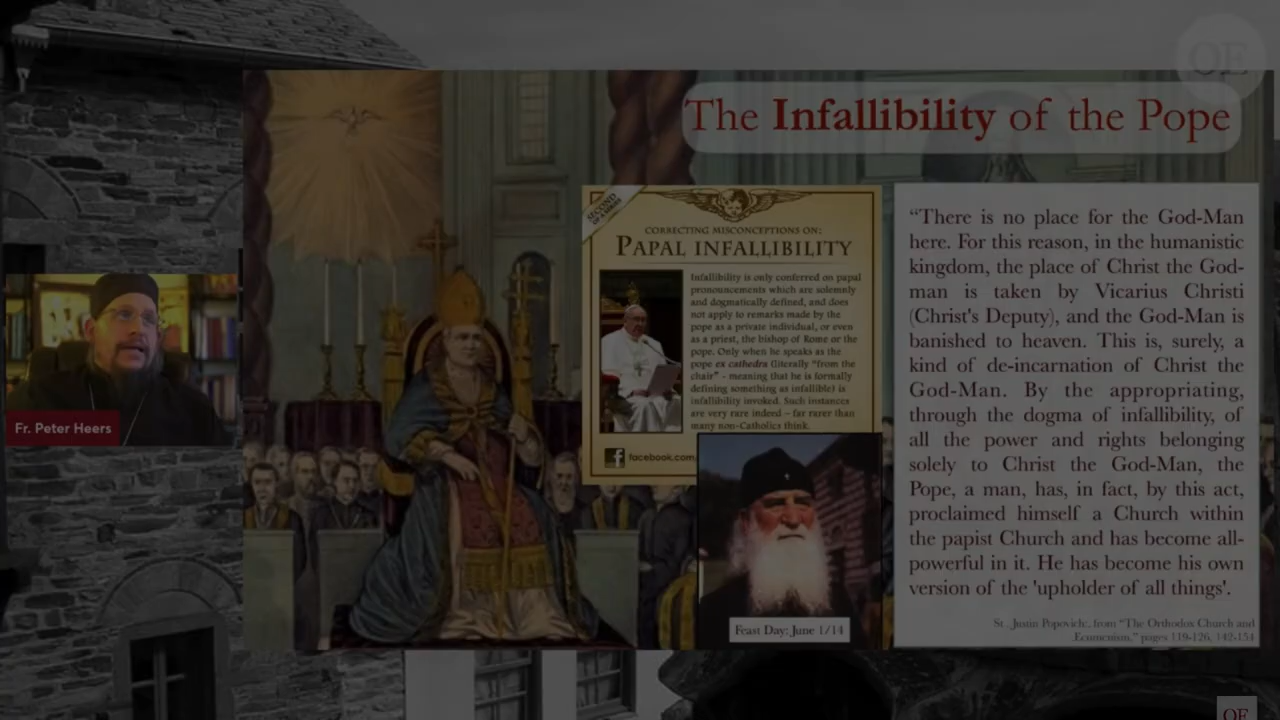 OE
The Infallibility of the Pope
SECOND
OF A SERIES
CORRECTING MISCONCEPTIONS ON:
PAPAL INFALLIBILITY
Infallibility is only conferred on papal
pronouncements which are solemnly
and dogmatically defined, and does
not apply to remarks made by the
pope as a private individual, or even
as a priest, the bishop of Rome or the
pope. Only when he speaks as the
pope ex cathedra (literally "from the
chair" - meaning that he is formally
defining something as infallible) is
infallibility invoked. Such instances
are very rare indeed - far rarer than
many non-Catholics think.
facebook.com
"There is no place for the God-Man
here. For this reason, in the humanistic
kingdom, the place of Christ the God-
man is taken by Vicarius Christi
(Christ's Deputy), and the God-Man is
banished to heaven. This is, surely, a
kind of de-incarnation of Christ the
God-Man. By the appropriating,
through the dogma of infallibility, of
all the power and rights belonging
solely to Christ the God-Man, the
Pope, a man, has, in fact, by this act,
proclaimed himself a Church within
the papist Church and has become all-
powerful in it. He has become his own
version of the 'upholder of all things'.
St. Justin Popovich:, from "The Orthodox Church and
Ecumenism," pages 119-126, 142-154
Fr. Peter Heers
Feast Day: June 1/14
OE